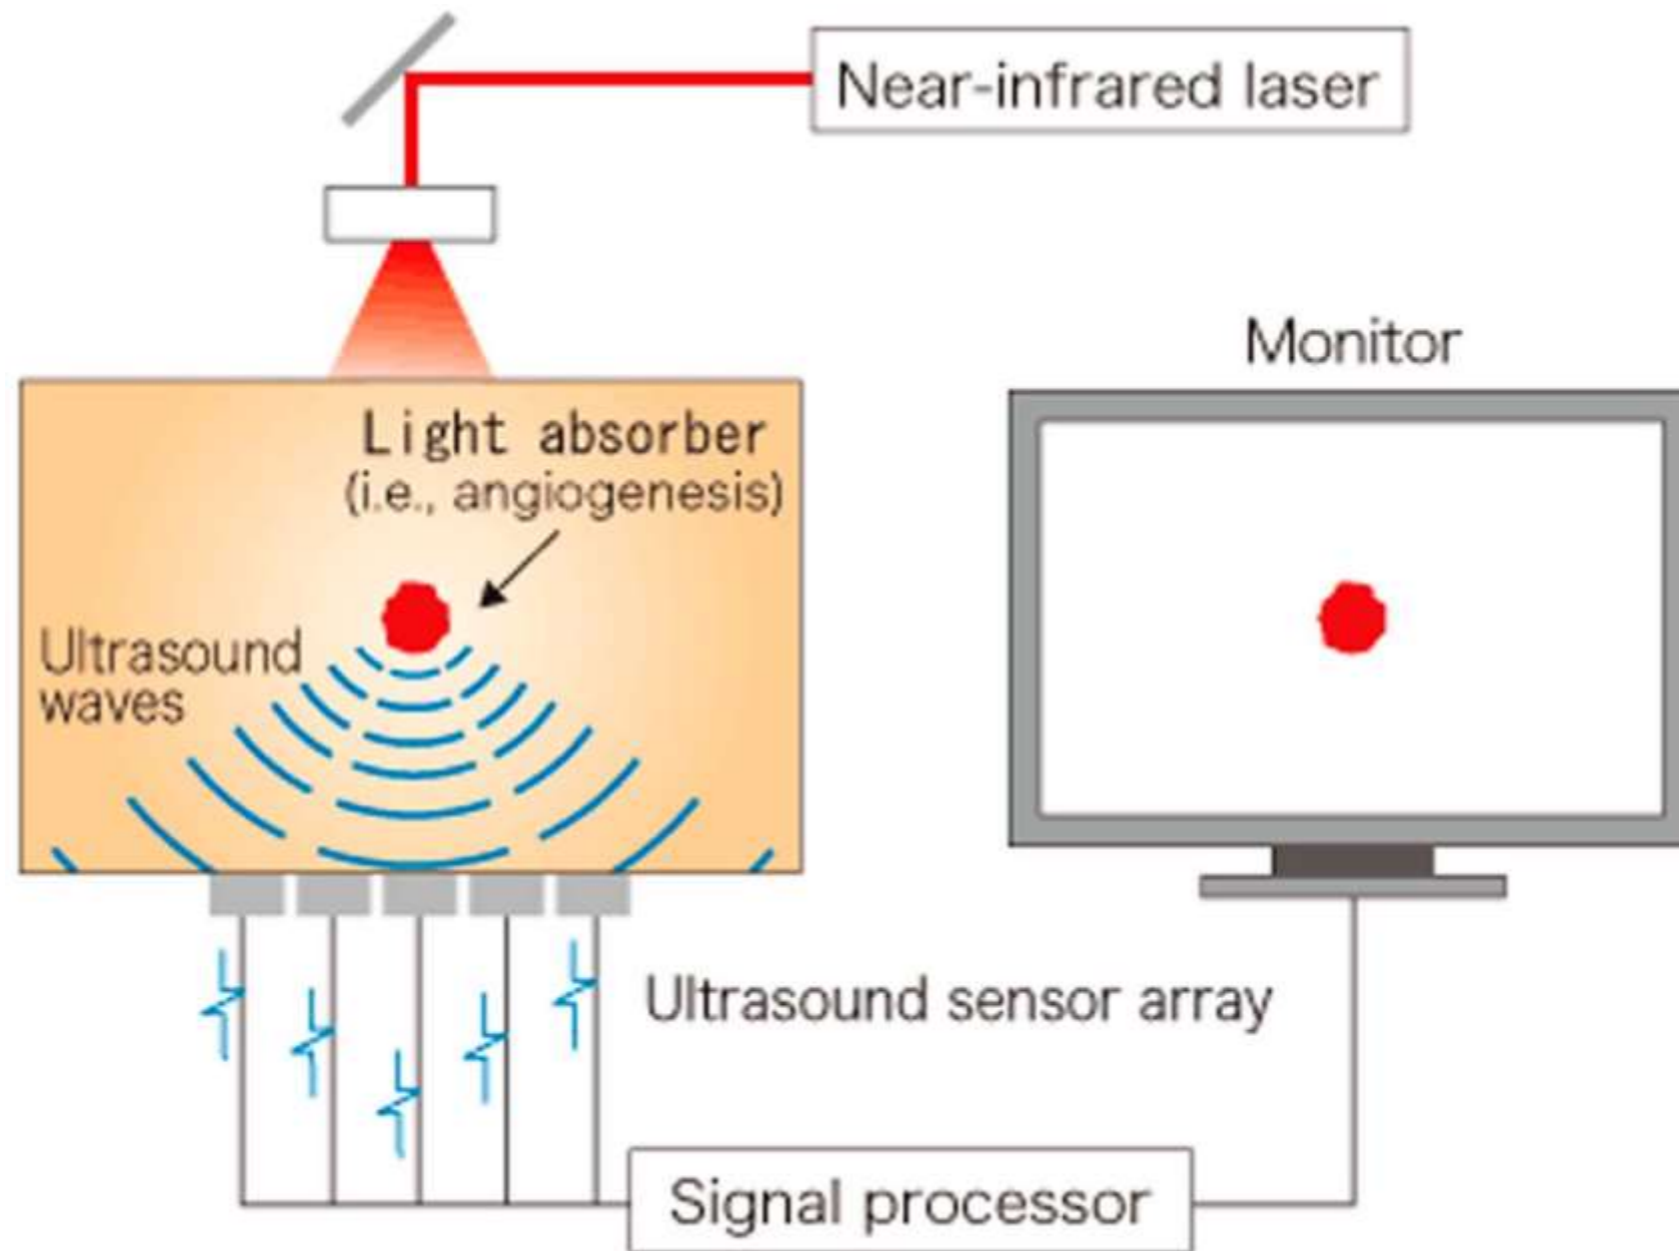 Near-infrared laser
Monitor
Light absorber
(i.e., angiogenesis)
Ultrasound
waves
Ultrasound sensor array
Signal processor